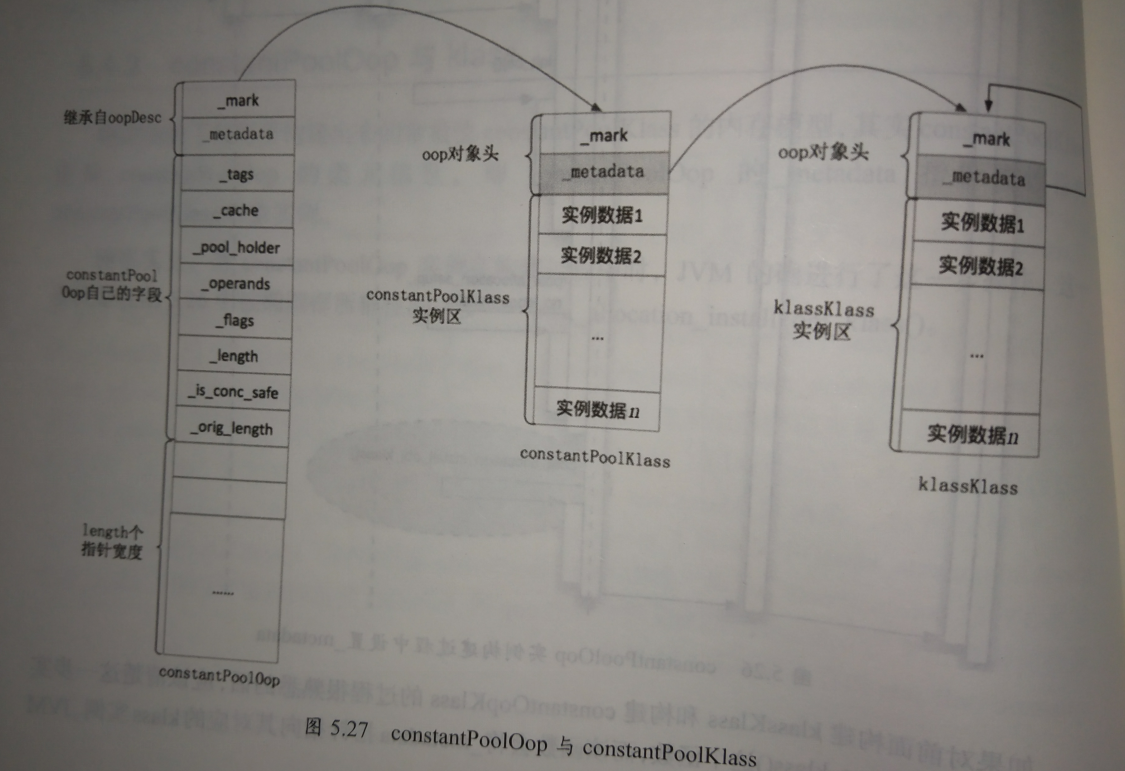 继承自oopDesc
_mark
_metadata
_tags
_cache
_pool_holder
_operands
_flags
_length
_is_conc_safe
_orig_length
constantPool
Oop自己的字段
length个
指针宽度
......
constantPoolOop
oop对象头
_mark
_metadata
实例数据1
实例数据2
...
实例数据n
constantPoolKlass
实例区
constantPoolKlass
oop对象头
_mark
_metadata
实例数据1
实例数据2
...
实例数据n
klassKlass
实例区
klassKlass
图 5.27 constantPoolOop 与 constantPoolKlass